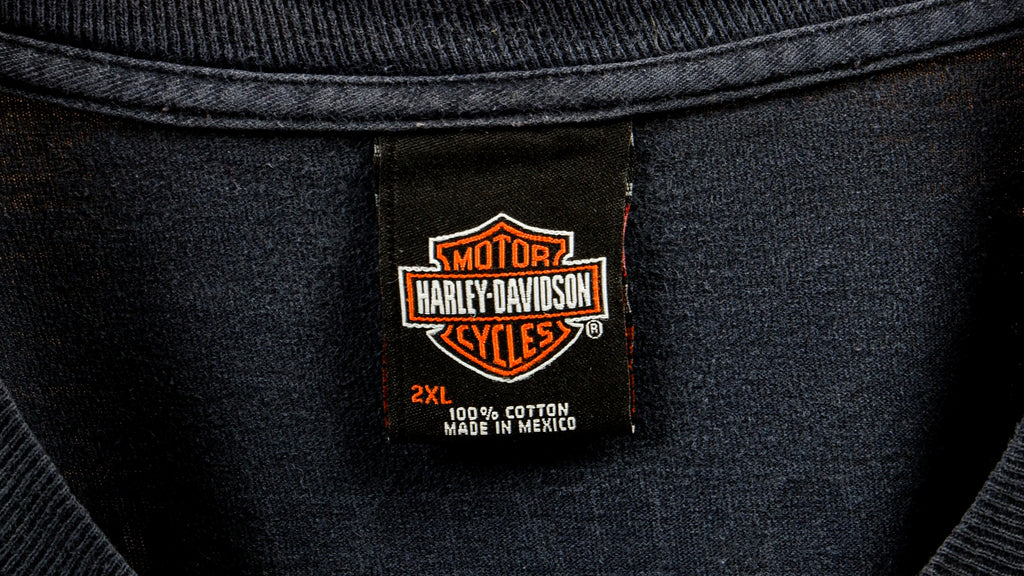 MOTOR
HARLEY-DAVIDSON
CYCLES
®
2XL
100% COTTON
MADE IN MEXICO